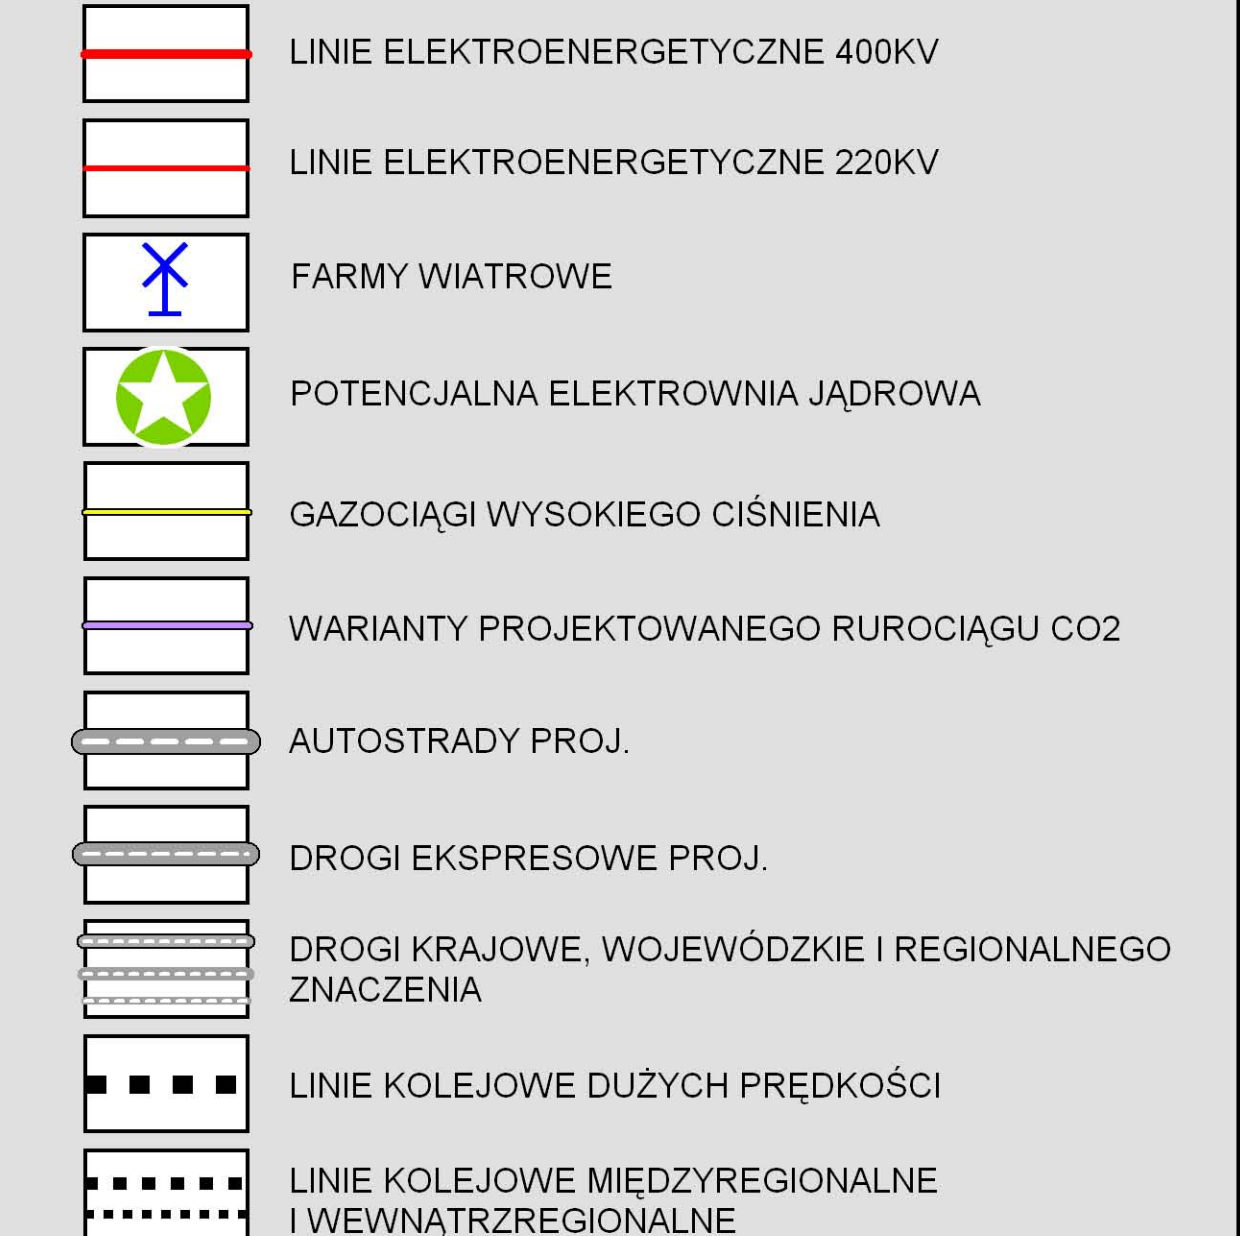 LINIE ELEKTROENERGETYCZNE 400KV
LINIE ELEKTROENERGETYCZNE 220KV
FARMY WIATROWE
POTENCJALNA ELEKTROWNIA JĄDROWA
GAZOCIĄGI WYSOKIEGO CIŚNIENIA
WARIANTY PROJEKTOWANEGO RUROCIĄGU CO2
AUTOSTRADY PROJ.
DROGI EKSPRESOWE PROJ.
DROGI KRAJOWE, WOJEWÓDZKIE I REGIONALNEGO
ZNACZENIA
LINIE KOLEJOWE DUŻYCH PRĘDKOŚCI
LINIE KOLEJOWE MIĘDZYREGIONALNE
I WEWNĄTRZREGIONALNE